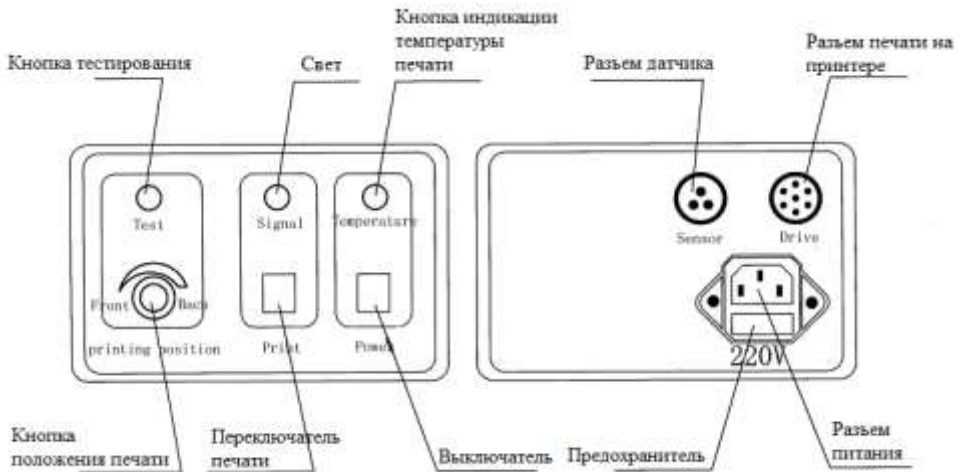 Кнопка индикации
температуры
печати
Кнопка тестирования
Свет
Разъем датчика
Разъем печати на
принтере
Test
Signal
Temperature
Sensor
Drive
Front
Back
printing position
Print
Power
220V
Кнопка
положения печати
Переключатель
печати
Выключатель
Предохранитель
Разъем
питания